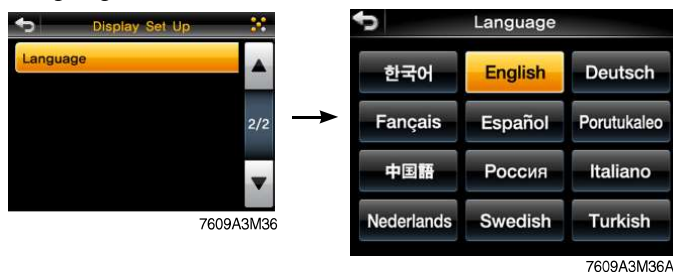 Display Set Up
Language
2/2
7609A3M36
Language
한국어 English Deutsch
Fançais Español Porutukaleo
中国語 Россия Italiano
Nederlands Swedish Turkish
7609A3M36A